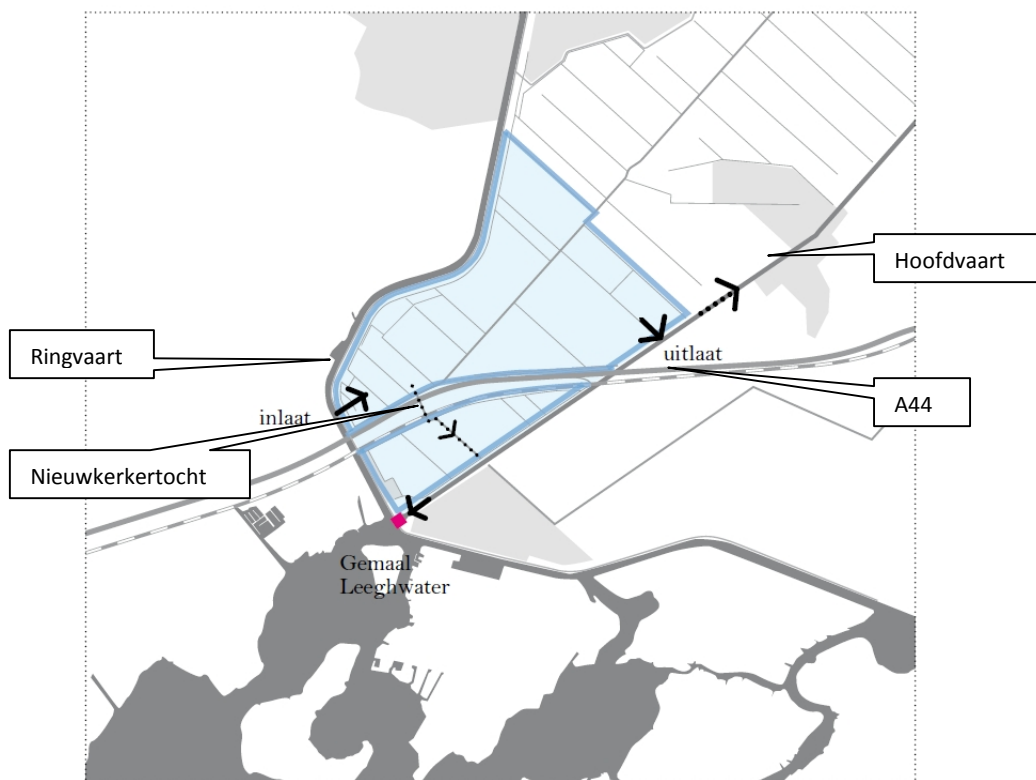 Hoofdvaart
Ringvaart
uitlaat
A44
inlaat
Nieuwkerkertocht
Gemaal
Leeghwater